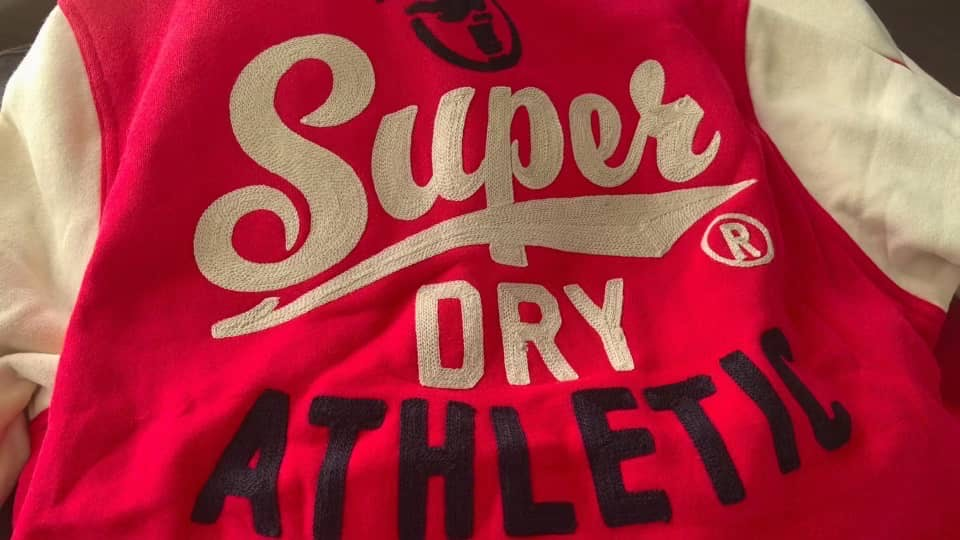 Super
®
DRY
ATHLETIC